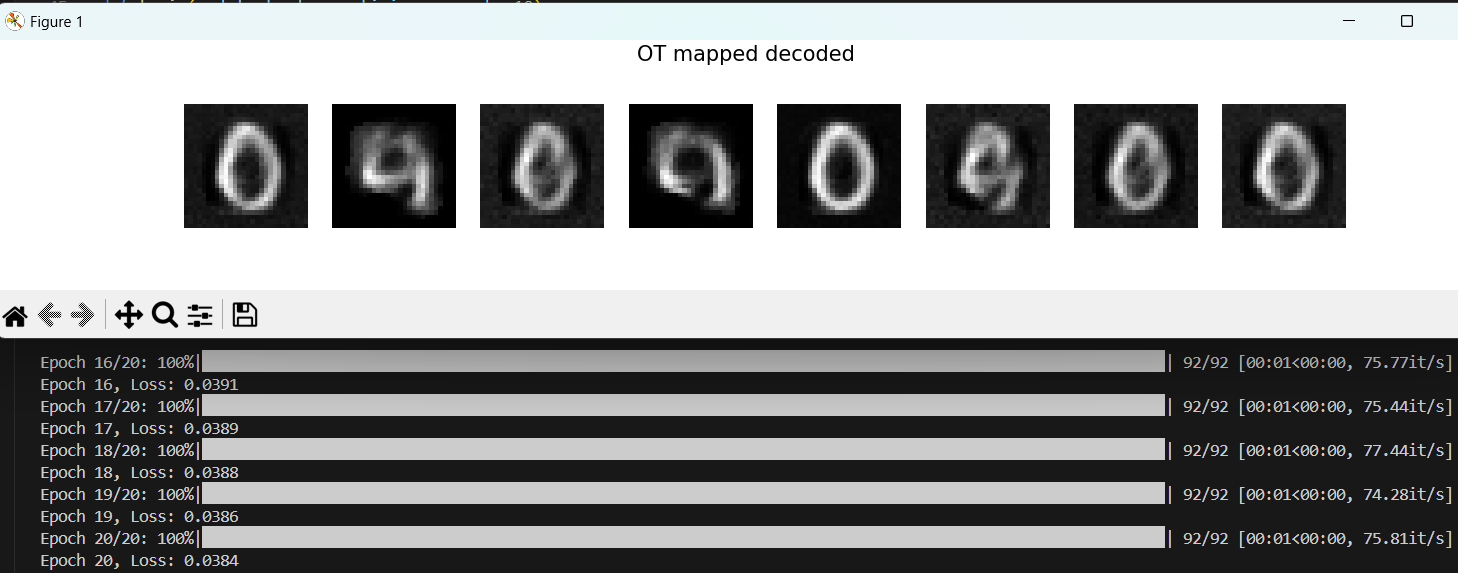 Figure 1
OT mapped decoded
Epoch 16/20: 100%| | 92/92 [00:01<00:00, 75.77it/s]
Epoch 16, Loss: 0.0391
Epoch 17/20: 100%| | 92/92 [00:01<00:00, 75.44it/s]
Epoch 17, Loss: 0.0389
Epoch 18/20: 100%| | 92/92 [00:01<00:00, 77.44it/s]
Epoch 18, Loss: 0.0388
Epoch 19/20: 100%| | 92/92 [00:01<00:00, 74.28it/s]
Epoch 19, Loss: 0.0386
Epoch 20/20: 100%| | 92/92 [00:01<00:00, 75.81it/s]
Epoch 20, Loss: 0.0384